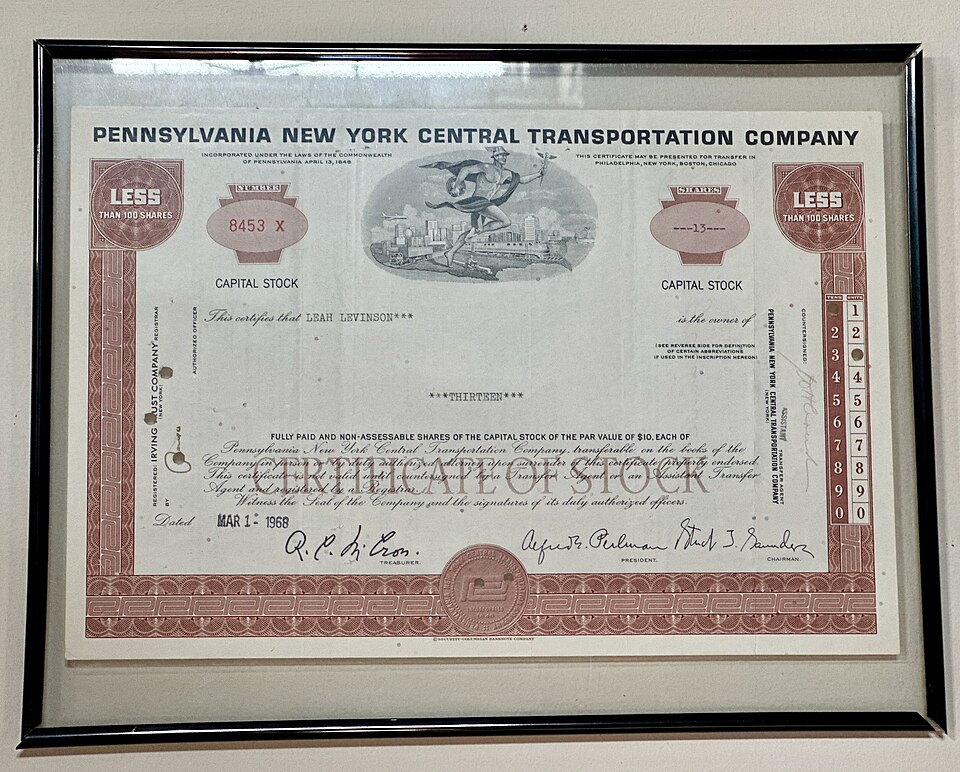 PENNSYLVANIA NEW YORK CENTRAL TRANSPORTATION COMPANY
INCORPORATED UNDER THE LAWS OF THE COMMONWEALTH
OF PENNSYLVANIA APRIL 13, 1846
THIS CERTIFICATE MAY BE PRESENTED FOR TRANSFER IN
PHILADELPHIA, NEW YORK, BOSTON, CHICAGO
LESS
THAN 100 SHARES
NUMBER
8453 X
CAPITAL STOCK
SHARES
---13---
CAPITAL STOCK
LESS
THAN 100 SHARES
This certifies that LEAH LEVINSON***
is the owner of
(SEE REVERSE SIDE FOR DEFINITION
OF CERTAIN ABBREVIATIONS
IF USED IN THE INSCRIPTION HEREON)
***THIRTEEN***
FULLY PAID AND NON-ASSESSABLE SHARES OF THE CAPITAL STOCK OF THE PAR VALUE OF $10. EACH OF
Pennsylvania New York Central Transportation Company, transferable on the books of the
Company in person or by duly authorized attorney upon surrender of this certificate properly endorsed.
This certificate is not valid until countersigned by a Transfer Agent or an Assistant Transfer
Agent and registered by a Registrar.
Witness the Seal of the Company and the signatures of its duly authorized officers.
CERTIFICATE OF STOCK
Dated MAR 1 - 1968
TREASURER.
Alfred E. Perlman
PRESIDENT.
Stuart T. Saunders
CHAIRMAN.
REGISTERED: IRVING TRUST COMPANY
(NEW YORK) REGISTRAR
BY
AUTHORIZED OFFICER
COUNTERSIGNED:
PENNSYLVANIA NEW YORK CENTRAL TRANSPORTATION COMPANY
(NEW YORK)
ASSISTANT TRANSFER AGENT
TENS
2
3
4
5
6
7
8
9
0
UNITS
1
2
4
5
6
7
8
9
0
© SECURITY-COLUMBIAN BANKNOTE COMPANY